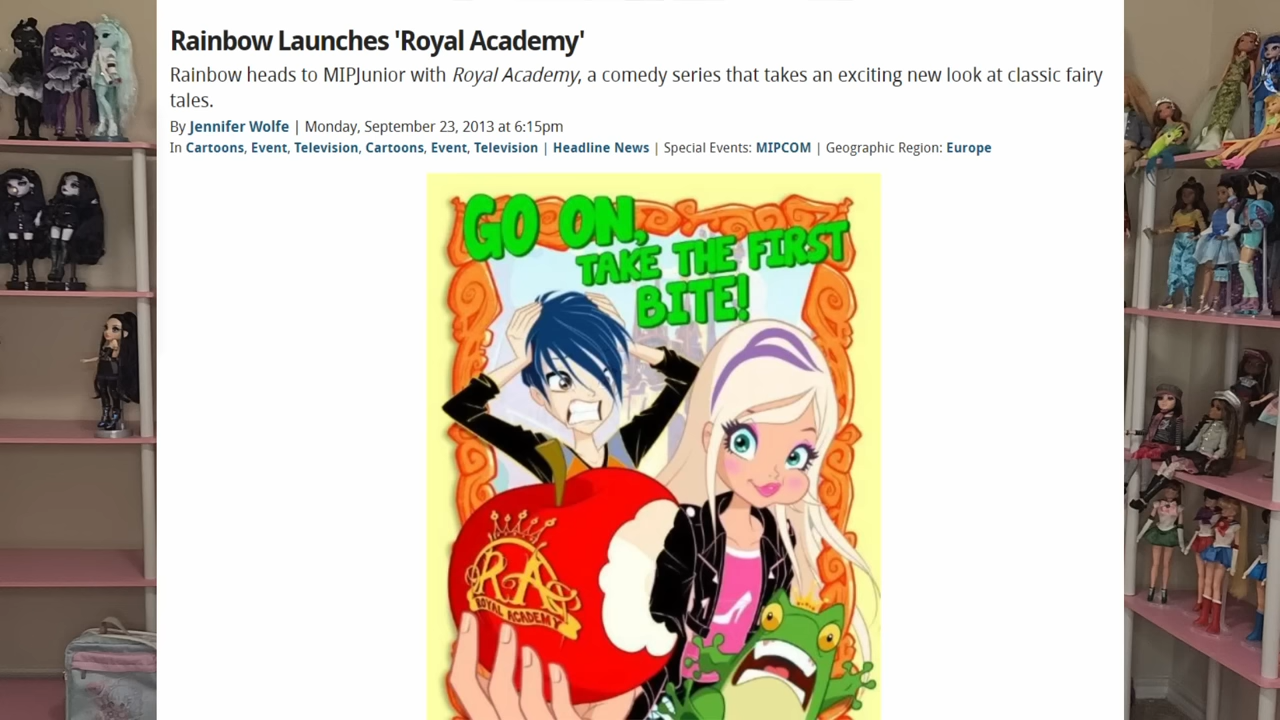 Rainbow Launches 'Royal Academy'
Rainbow heads to MIPJunior with Royal Academy, a comedy series that takes an exciting new look at classic fairy
tales.
By Jennifer Wolfe | Monday, September 23, 2013 at 6:15pm
In Cartoons, Event, Television, Cartoons, Event, Television | Headline News | Special Events: MIPCOM | Geographic Region: Europe
GO ON,
TAKE THE FIRST
BITE!
RA
ROYAL ACADEMY